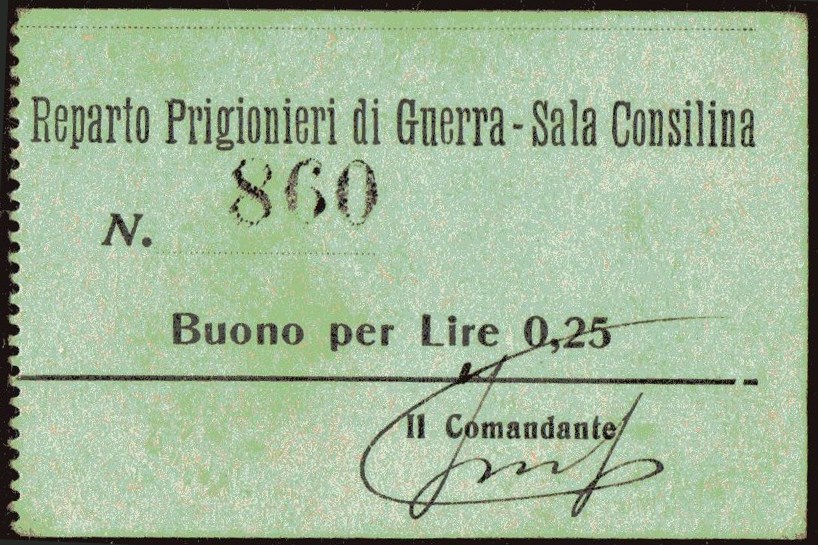 Reparto Prigionieri di Guerra - Sala Consilina
N. 860
Buono per Lire 0,25
Il Comandante